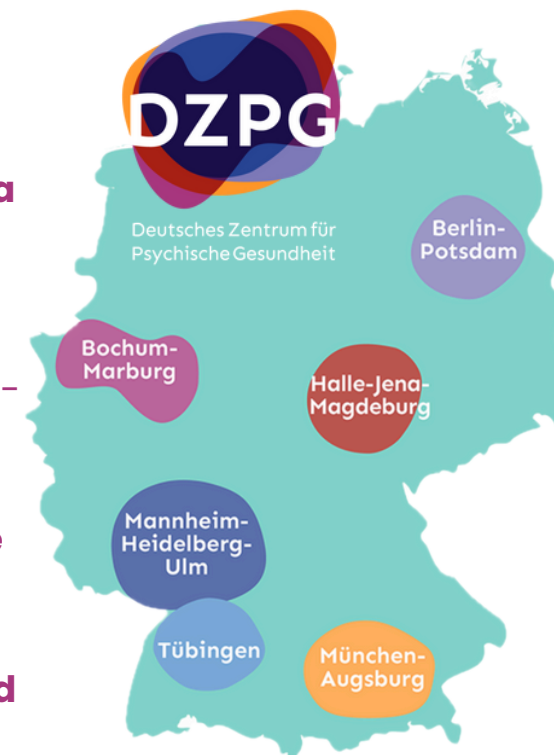 DZPG
Deutsches Zentrum für
Psychische Gesundheit
Berlin-
Potsdam
Bochum-
Marburg
Halle-Jena-
Magdeburg
Mannheim-
Heidelberg-
Ulm
Tübingen
München-
Augsburg